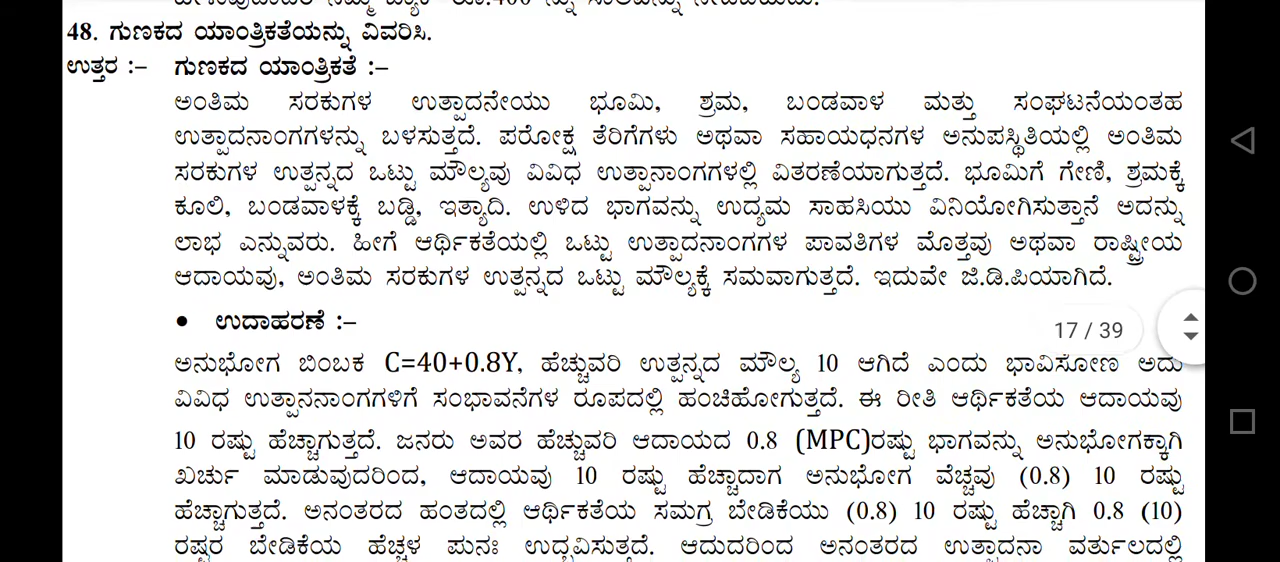 48. ಗುಣಕದ ಯಾಂತ್ರಿಕತೆಯನ್ನು ವಿವರಿಸಿ.
ಉತ್ತರ :– ಗುಣಕದ ಯಾಂತ್ರಿಕತೆ :–
ಅಂತಿಮ ಸರಕುಗಳ ಉತ್ಪಾದನೇಯು ಭೂಮಿ, ಶ್ರಮ, ಬಂಡವಾಳ ಮತ್ತು ಸಂಘಟನೆಯಂತಹ
ಉತ್ಪಾದನಾಂಗಗಳನ್ನು ಬಳಸುತ್ತದೆ. ಪರೋಕ್ಷ ತೆರಿಗೆಗಳು ಅಥವಾ ಸಹಾಯಧನಗಳ ಅನುಪಸ್ಥಿತಿಯಲ್ಲಿ ಅಂತಿಮ
ಸರಕುಗಳ ಉತ್ಪನ್ನದ ಒಟ್ಟು ಮೌಲ್ಯವು ವಿವಿಧ ಉತ್ಪಾನಾಂಗಗಳಲ್ಲಿ ವಿತರಣೆಯಾಗುತ್ತದೆ. ಭೂಮಿಗೆ ಗೇಣಿ, ಶ್ರಮಕ್ಕೆ
ಕೂಲಿ, ಬಂಡವಾಳಕ್ಕೆ ಬಡ್ಡಿ, ಇತ್ಯಾದಿ. ಉಳಿದ ಭಾಗವನ್ನು ಉದ್ಯಮ ಸಾಹಸಿಯು ವಿನಿಯೋಗಿಸುತ್ತಾನೆ ಅದನ್ನು
ಲಾಭ ಎನ್ನುವರು. ಹೀಗೆ ಆರ್ಥಿಕತೆಯಲ್ಲಿ ಒಟ್ಟು ಉತ್ಪಾದನಾಂಗಗಳ ಪಾವತಿಗಳ ಮೊತ್ತವು ಅಥವಾ ರಾಷ್ಟ್ರೀಯ
ಆದಾಯವು, ಅಂತಿಮ ಸರಕುಗಳ ಉತ್ಪನ್ನದ ಒಟ್ಟು ಮೌಲ್ಯಕ್ಕೆ ಸಮವಾಗುತ್ತದೆ. ಇದುವೇ ಜಿ.ಡಿ.ಪಿಯಾಗಿದೆ.
• ಉದಾಹರಣೆ :–
17 / 39
ಅನುಭೋಗ ಬಿಂಬಕ C=40+0.8Y, ಹೆಚ್ಚುವರಿ ಉತ್ಪನ್ನದ ಮೌಲ್ಯ 10 ಆಗಿದೆ ಎಂದು ಭಾವಿಸೋಣ ಅದು
ವಿವಿಧ ಉತ್ಪಾನನಾಂಗಗಳಿಗೆ ಸಂಭಾವನೆಗಳ ರೂಪದಲ್ಲಿ ಹಂಚಿಹೋಗುತ್ತದೆ. ಈ ರೀತಿ ಆರ್ಥಿಕತೆಯ ಆದಾಯವು
10 ರಷ್ಟು ಹೆಚ್ಚಾಗುತ್ತದೆ. ಜನರು ಅವರ ಹೆಚ್ಚುವರಿ ಆದಾಯದ 0.8 (MPC)ರಷ್ಟು ಭಾಗವನ್ನು ಅನುಭೋಗಕ್ಕಾಗಿ
ಖರ್ಚು ಮಾಡುವುದರಿಂದ, ಆದಾಯವು 10 ರಷ್ಟು ಹೆಚ್ಚಾದಾಗ ಅನುಭೋಗ ವೆಚ್ಚವು (0.8) 10 ರಷ್ಟು
ಹೆಚ್ಚಾಗುತ್ತದೆ. ಅನಂತರದ ಹಂತದಲ್ಲಿ ಆರ್ಥಿಕತೆಯ ಸಮಗ್ರ ಬೇಡಿಕೆಯು (0.8) 10 ರಷ್ಟು ಹೆಚ್ಚಾಗಿ 0.8 (10)
ರಷ್ಟರ ಬೇಡಿಕೆಯ ಹೆಚ್ಚಳ ಪುನಃ ಉದ್ಭವಿಸುತ್ತದೆ. ಆದುದರಿಂದ ಅನಂತರದ ಉತ್ಪಾದನಾ ವರ್ತುಲದಲ್ಲಿ